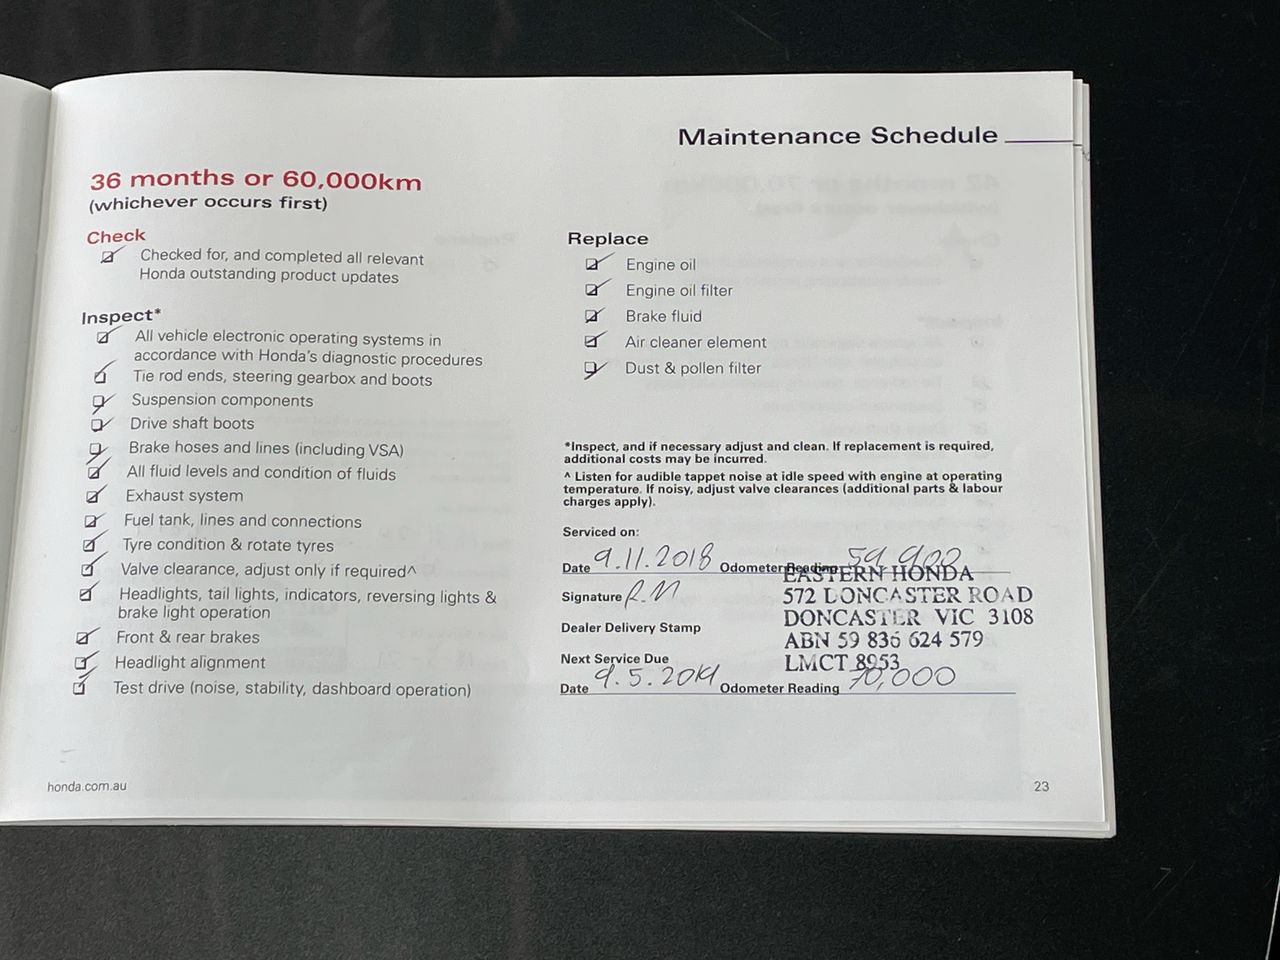 Maintenance Schedule
36 months or 60,000km
(whichever occurs first)
Check
Checked for, and completed all relevant
Honda outstanding product updates
Inspect*
All vehicle electronic operating systems in
accordance with Honda's diagnostic procedures
Tie rod ends, steering gearbox and boots
Suspension components
Drive shaft boots
Brake hoses and lines (including VSA)
All fluid levels and condition of fluids
Exhaust system
Fuel tank, lines and connections
Tyre condition & rotate tyres
Valve clearance, adjust only if required^
Headlights, tail lights, indicators, reversing lights &
brake light operation
Front & rear brakes
Headlight alignment
Test drive (noise, stability, dashboard operation)
Replace
Engine oil
Engine oil filter
Brake fluid
Air cleaner element
Dust & pollen filter
*Inspect, and if necessary adjust and clean. If replacement is required,
additional costs may be incurred.
^ Listen for audible tappet noise at idle speed with engine at operating
temperature. If noisy, adjust valve clearances (additional parts & labour
charges apply).
Serviced on:
Date 9.11.2018 Odometer Reading 59,902
Signature R.M
EASTERN HONDA
572 DONCASTER ROAD
DONCASTER VIC 3108
ABN 59 836 624 579
LMCT 8953
Dealer Delivery Stamp
Next Service Due
Date 9.5.2019 Odometer Reading 70,000
honda.com.au
23